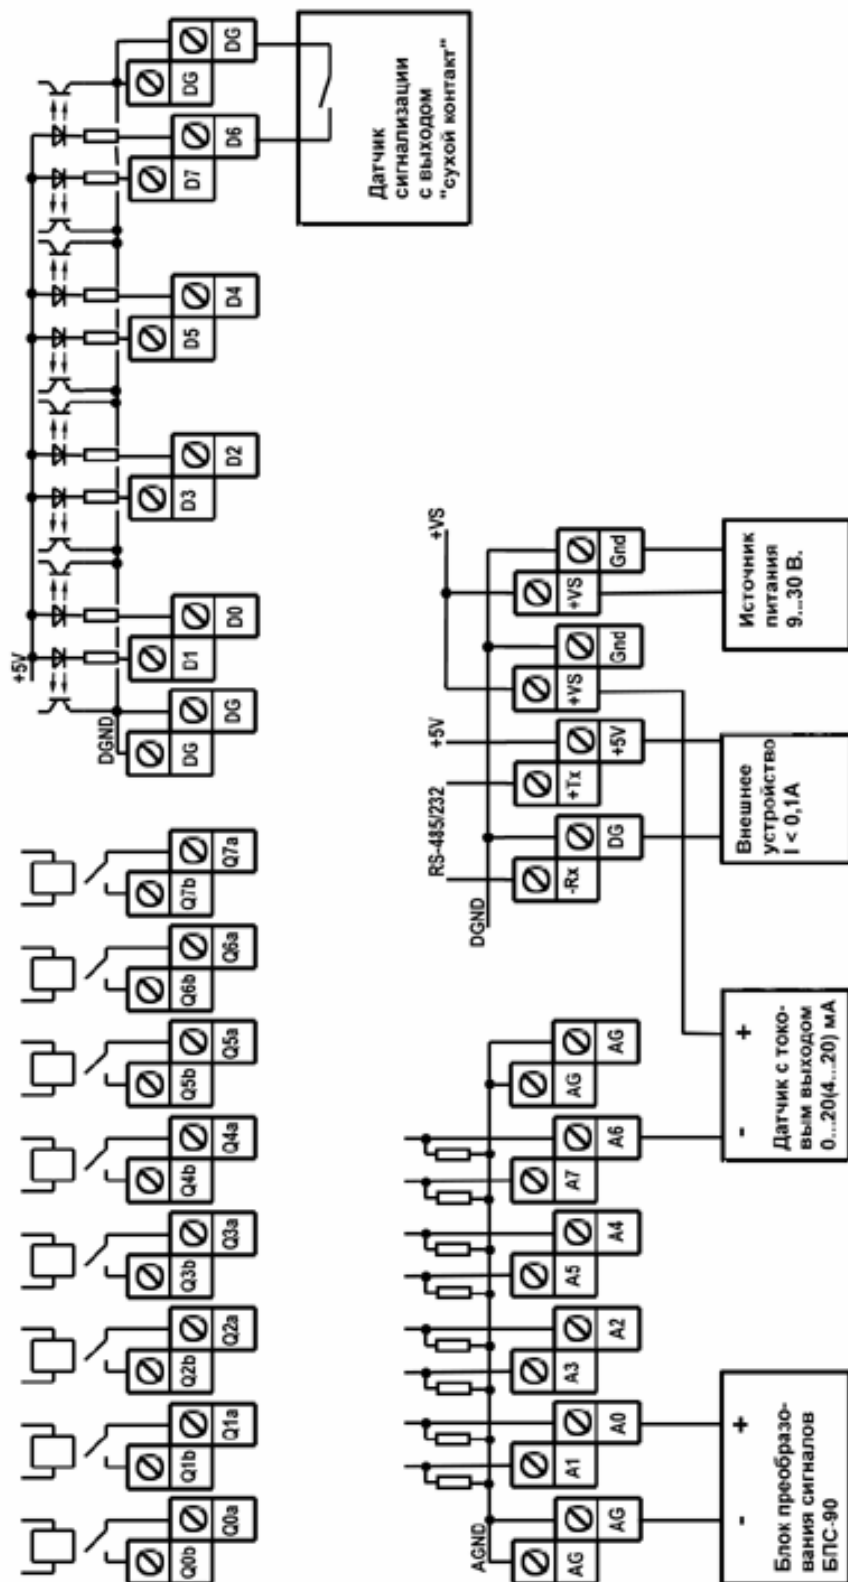 Q0b
Q0a
Q1b
Q1a
Q2b
Q2a
Q3b
Q3a
Q4b
Q4a
Q5b
Q5a
Q6b
Q6a
Q7b
Q7a
DGND
+5V
DG
DG
D1
D0
D3
D2
D5
D4
D7
D6
DG
DG
Датчик
сигнализации
с выходом
"сухой контакт"
AGND
AG
AG
A1
A0
A3
A2
A5
A4
A7
A6
AG
AG
DGND
RS-485/232
+5V
+VS
-Rx
DG
+Tx
+5V
+VS
Gnd
+VS
Gnd
- +
Блок преобразо-
вания сигналов
БПС-90
- +
Датчик с токо-
вым выходом
0...20(4...20) мА
Внешнее
устройство
I < 0,1А
Источник
питания
9...30 В.